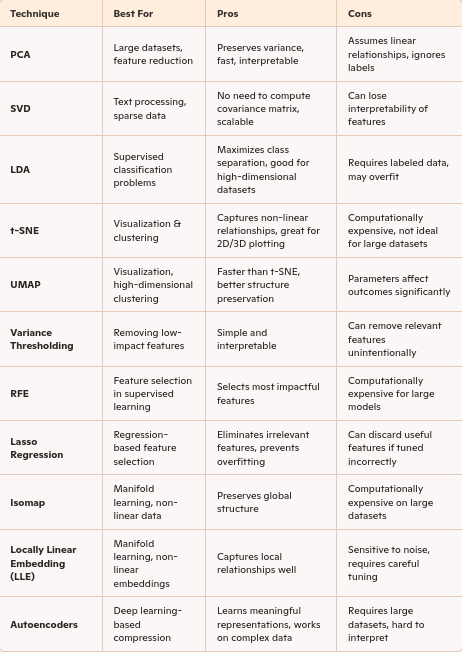 Technique Best For Pros Cons
PCA
Large datasets,
feature reduction
Preserves variance,
fast, interpretable
Assumes linear
relationships, ignores
labels
SVD
Text processing,
sparse data
No need to compute
covariance matrix,
scalable
Can lose
interpretability of
features
LDA
Supervised
classification
problems
Maximizes class
separation, good for
high-dimensional
datasets
Requires labeled data,
may overfit
t-SNE
Visualization &
clustering
Captures non-linear
relationships, great for
2D/3D plotting
Computationally
expensive, not ideal
for large datasets
UMAP
Visualization,
high-dimensional
clustering
Faster than t-SNE,
better structure
preservation
Parameters affect
outcomes significantly
Variance
Thresholding
Removing low-
impact features
Simple and
interpretable
Can remove relevant
features
unintentionally
RFE
Feature selection
in supervised
learning
Selects most impactful
features
Computationally
expensive for large
models
Lasso
Regression
Regression-
based feature
selection
Eliminates irrelevant
features, prevents
overfitting
Can discard useful
features if tuned
incorrectly
Isomap
Manifold
learning, non-
linear data
Preserves global
structure
Computationally
expensive on large
datasets
Locally Linear
Embedding
(LLE)
Manifold
learning, non-
linear
embeddings
Captures local
relationships well
Sensitive to noise,
requires careful
tuning
Autoencoders
Deep learning-
based
compression
Learns meaningful
representations, works
on complex data
Requires large
datasets, hard to
interpret